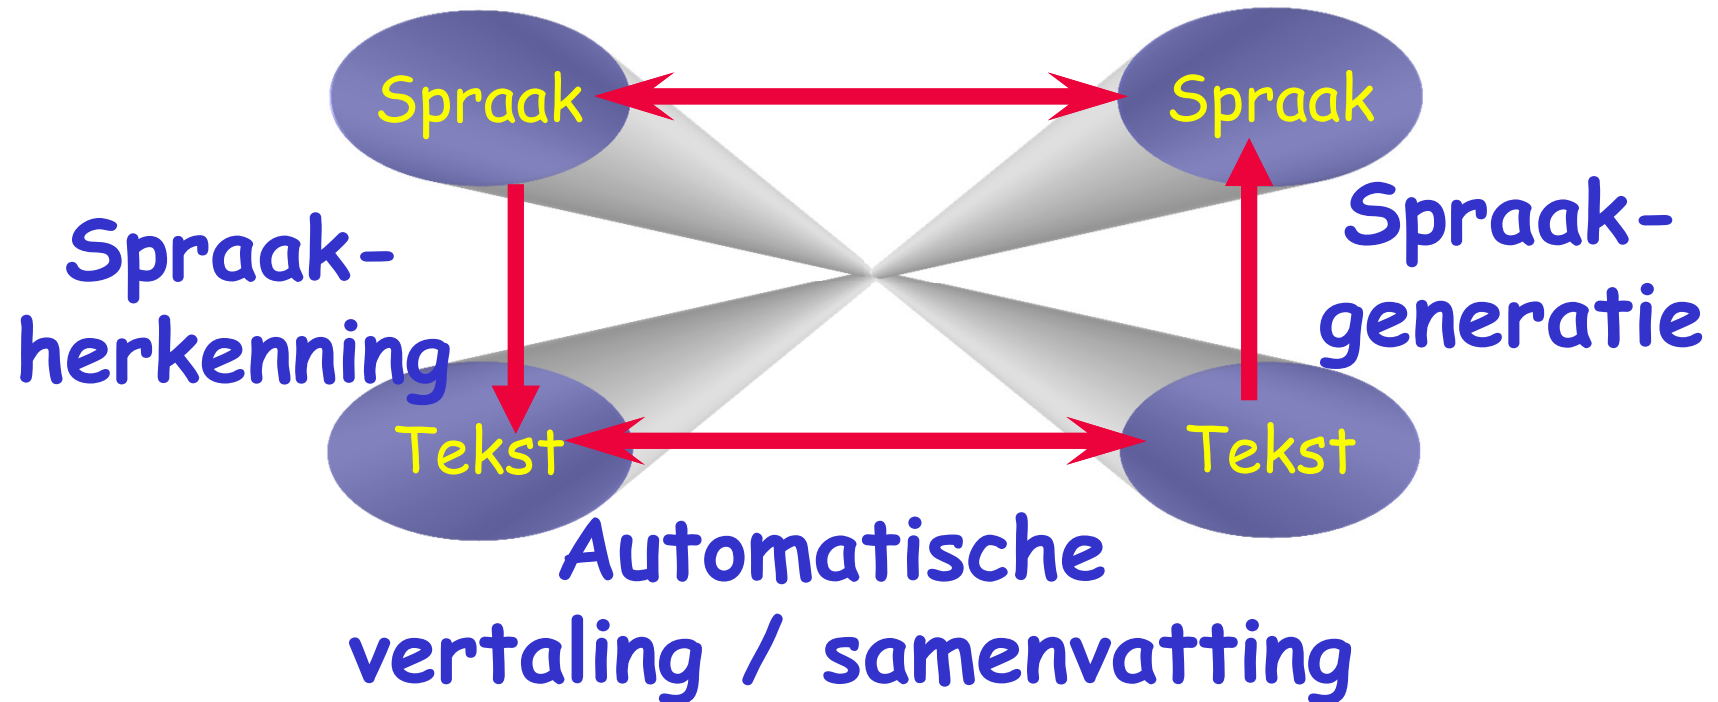 Spraak
Spraak
Spraak-
herkenning
Spraak-
generatie
Tekst
Tekst
Automatische
vertaling / samenvatting